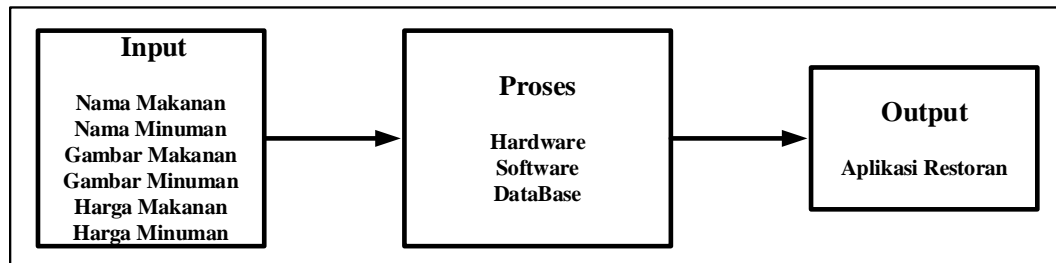 Input
Nama Makanan
Nama Minuman
Gambar Makanan
Gambar Minuman
Harga Makanan
Harga Minuman
Proses
Hardware
Software
DataBase
Output
Aplikasi Restoran